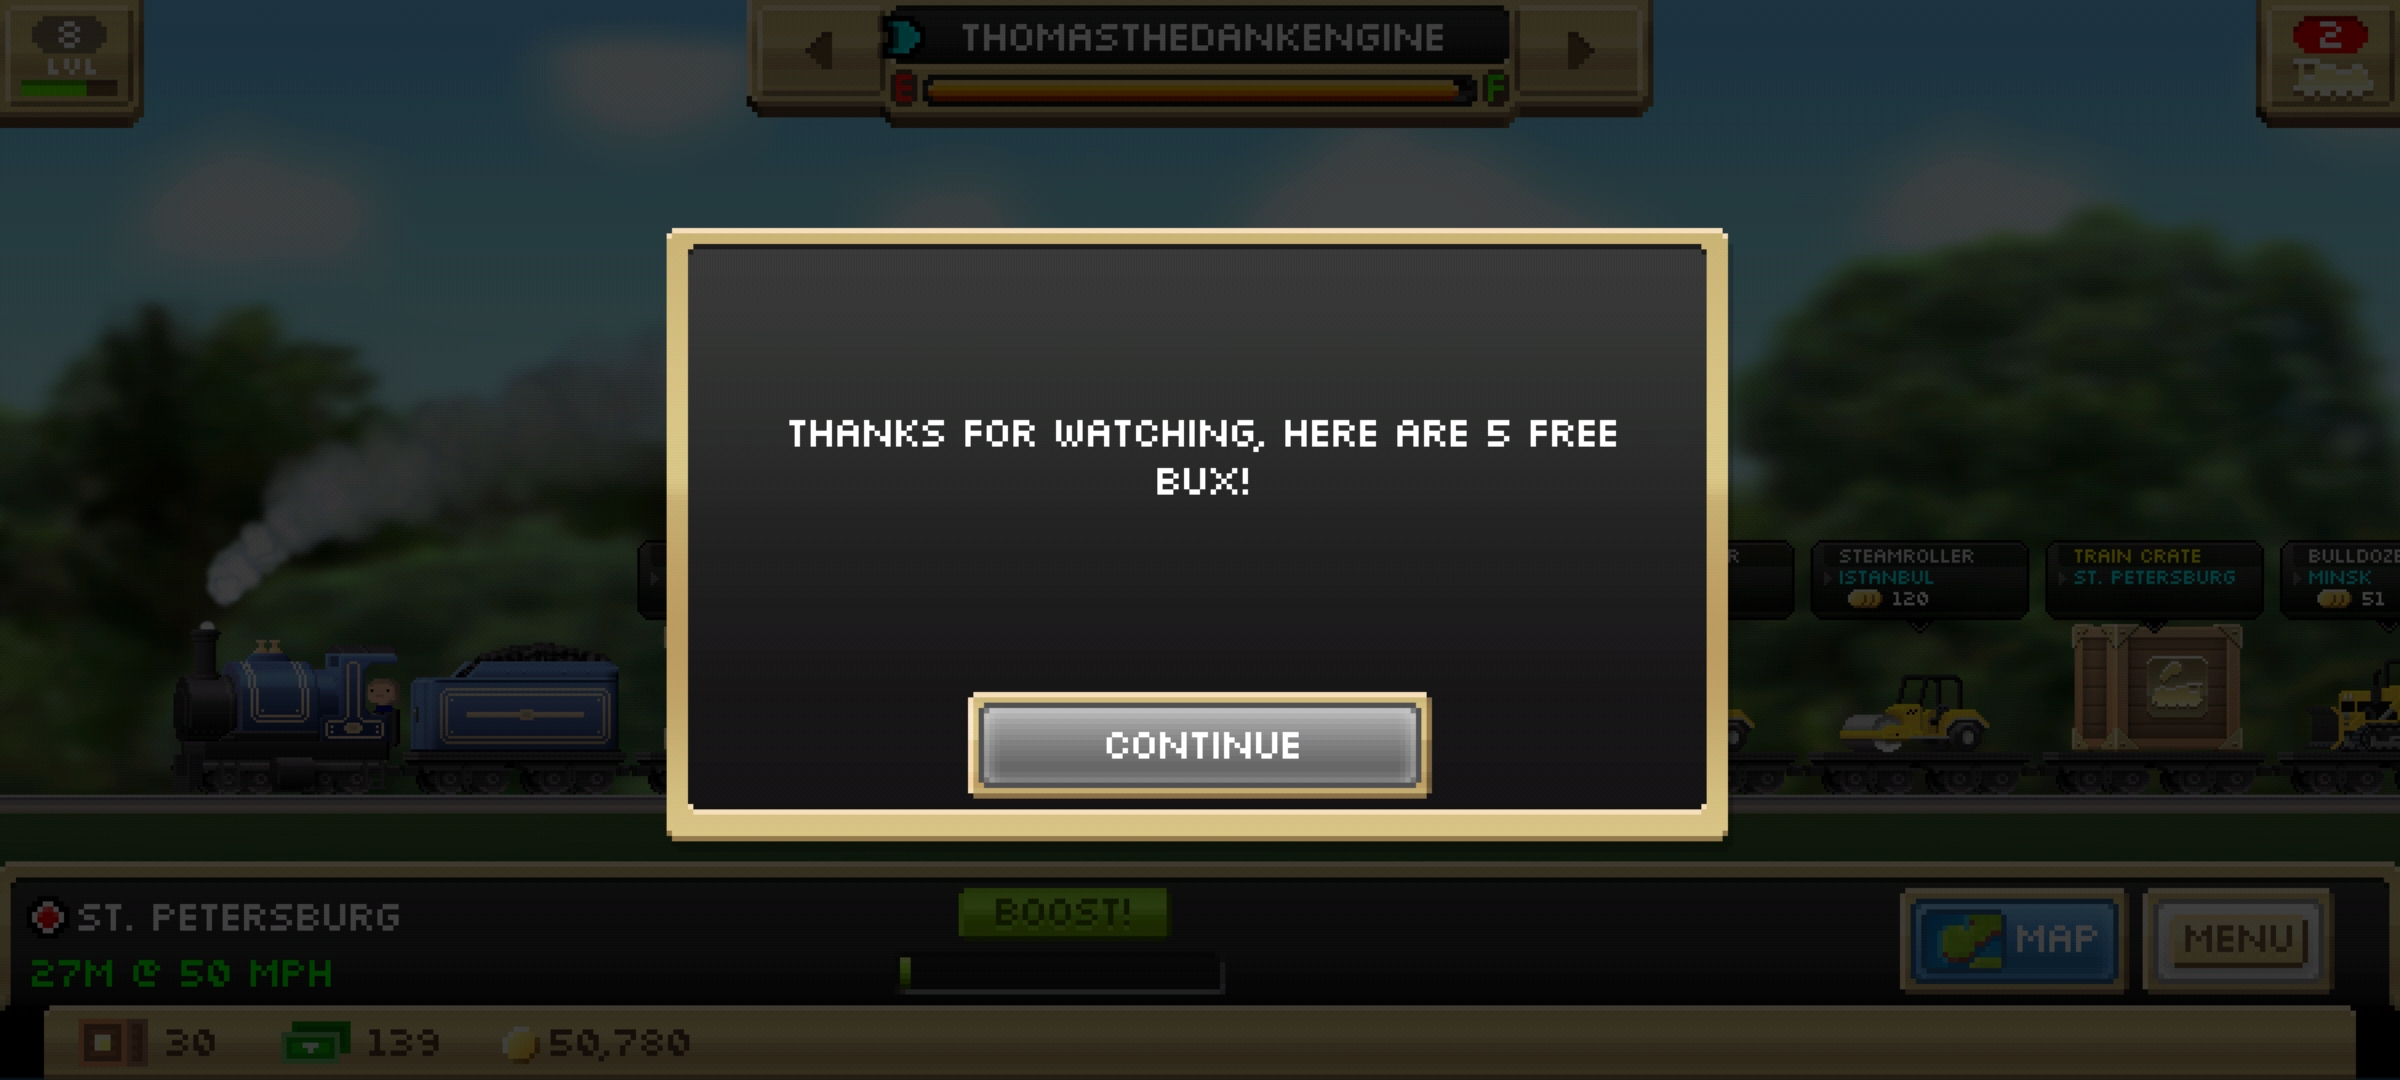 8
LVL
THOMASTHEDANKENGINE
E
F
2
THANKS FOR WATCHING, HERE ARE 5 FREE
BUX!
CONTINUE
R
STEAMROLLER
ISTANBUL
120
TRAIN CRATE
ST. PETERSBURG
BULLDOZE
MINSK
51
ST. PETERSBURG
27M @ 50 MPH
BOOST!
MAP
MENU
30
139
50,780